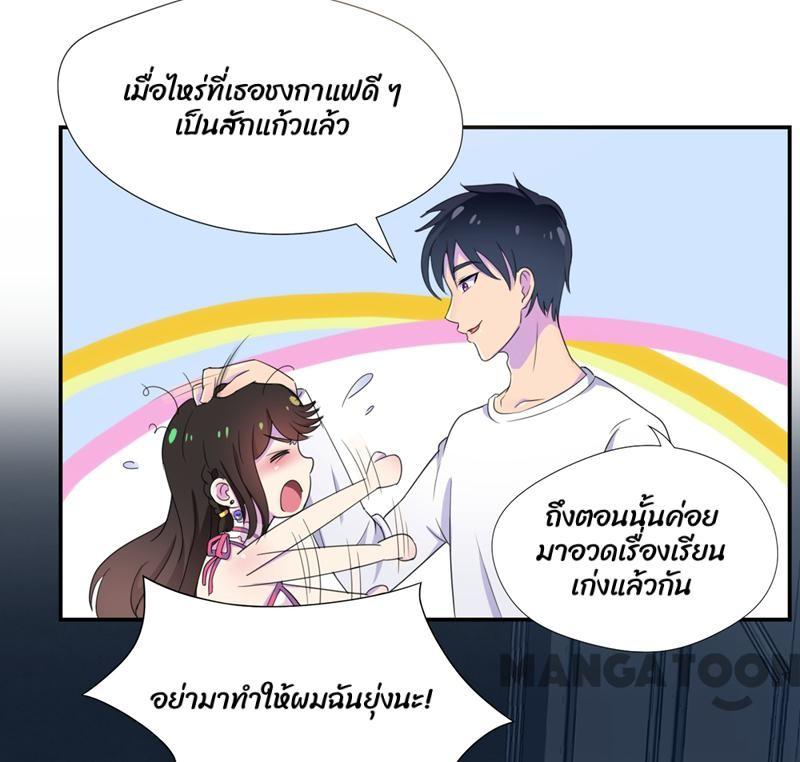 เมื่อไหร่ที่เธอชงกาแฟดี ๆ
เป็นสักแก้วแล้ว
ถึงตอนนั้นค่อย
มาอวดเรื่องเรียน
เก่งแล้วกัน
อย่ามาทำให้ผมฉันยุ่งนะ!
MANGATOON